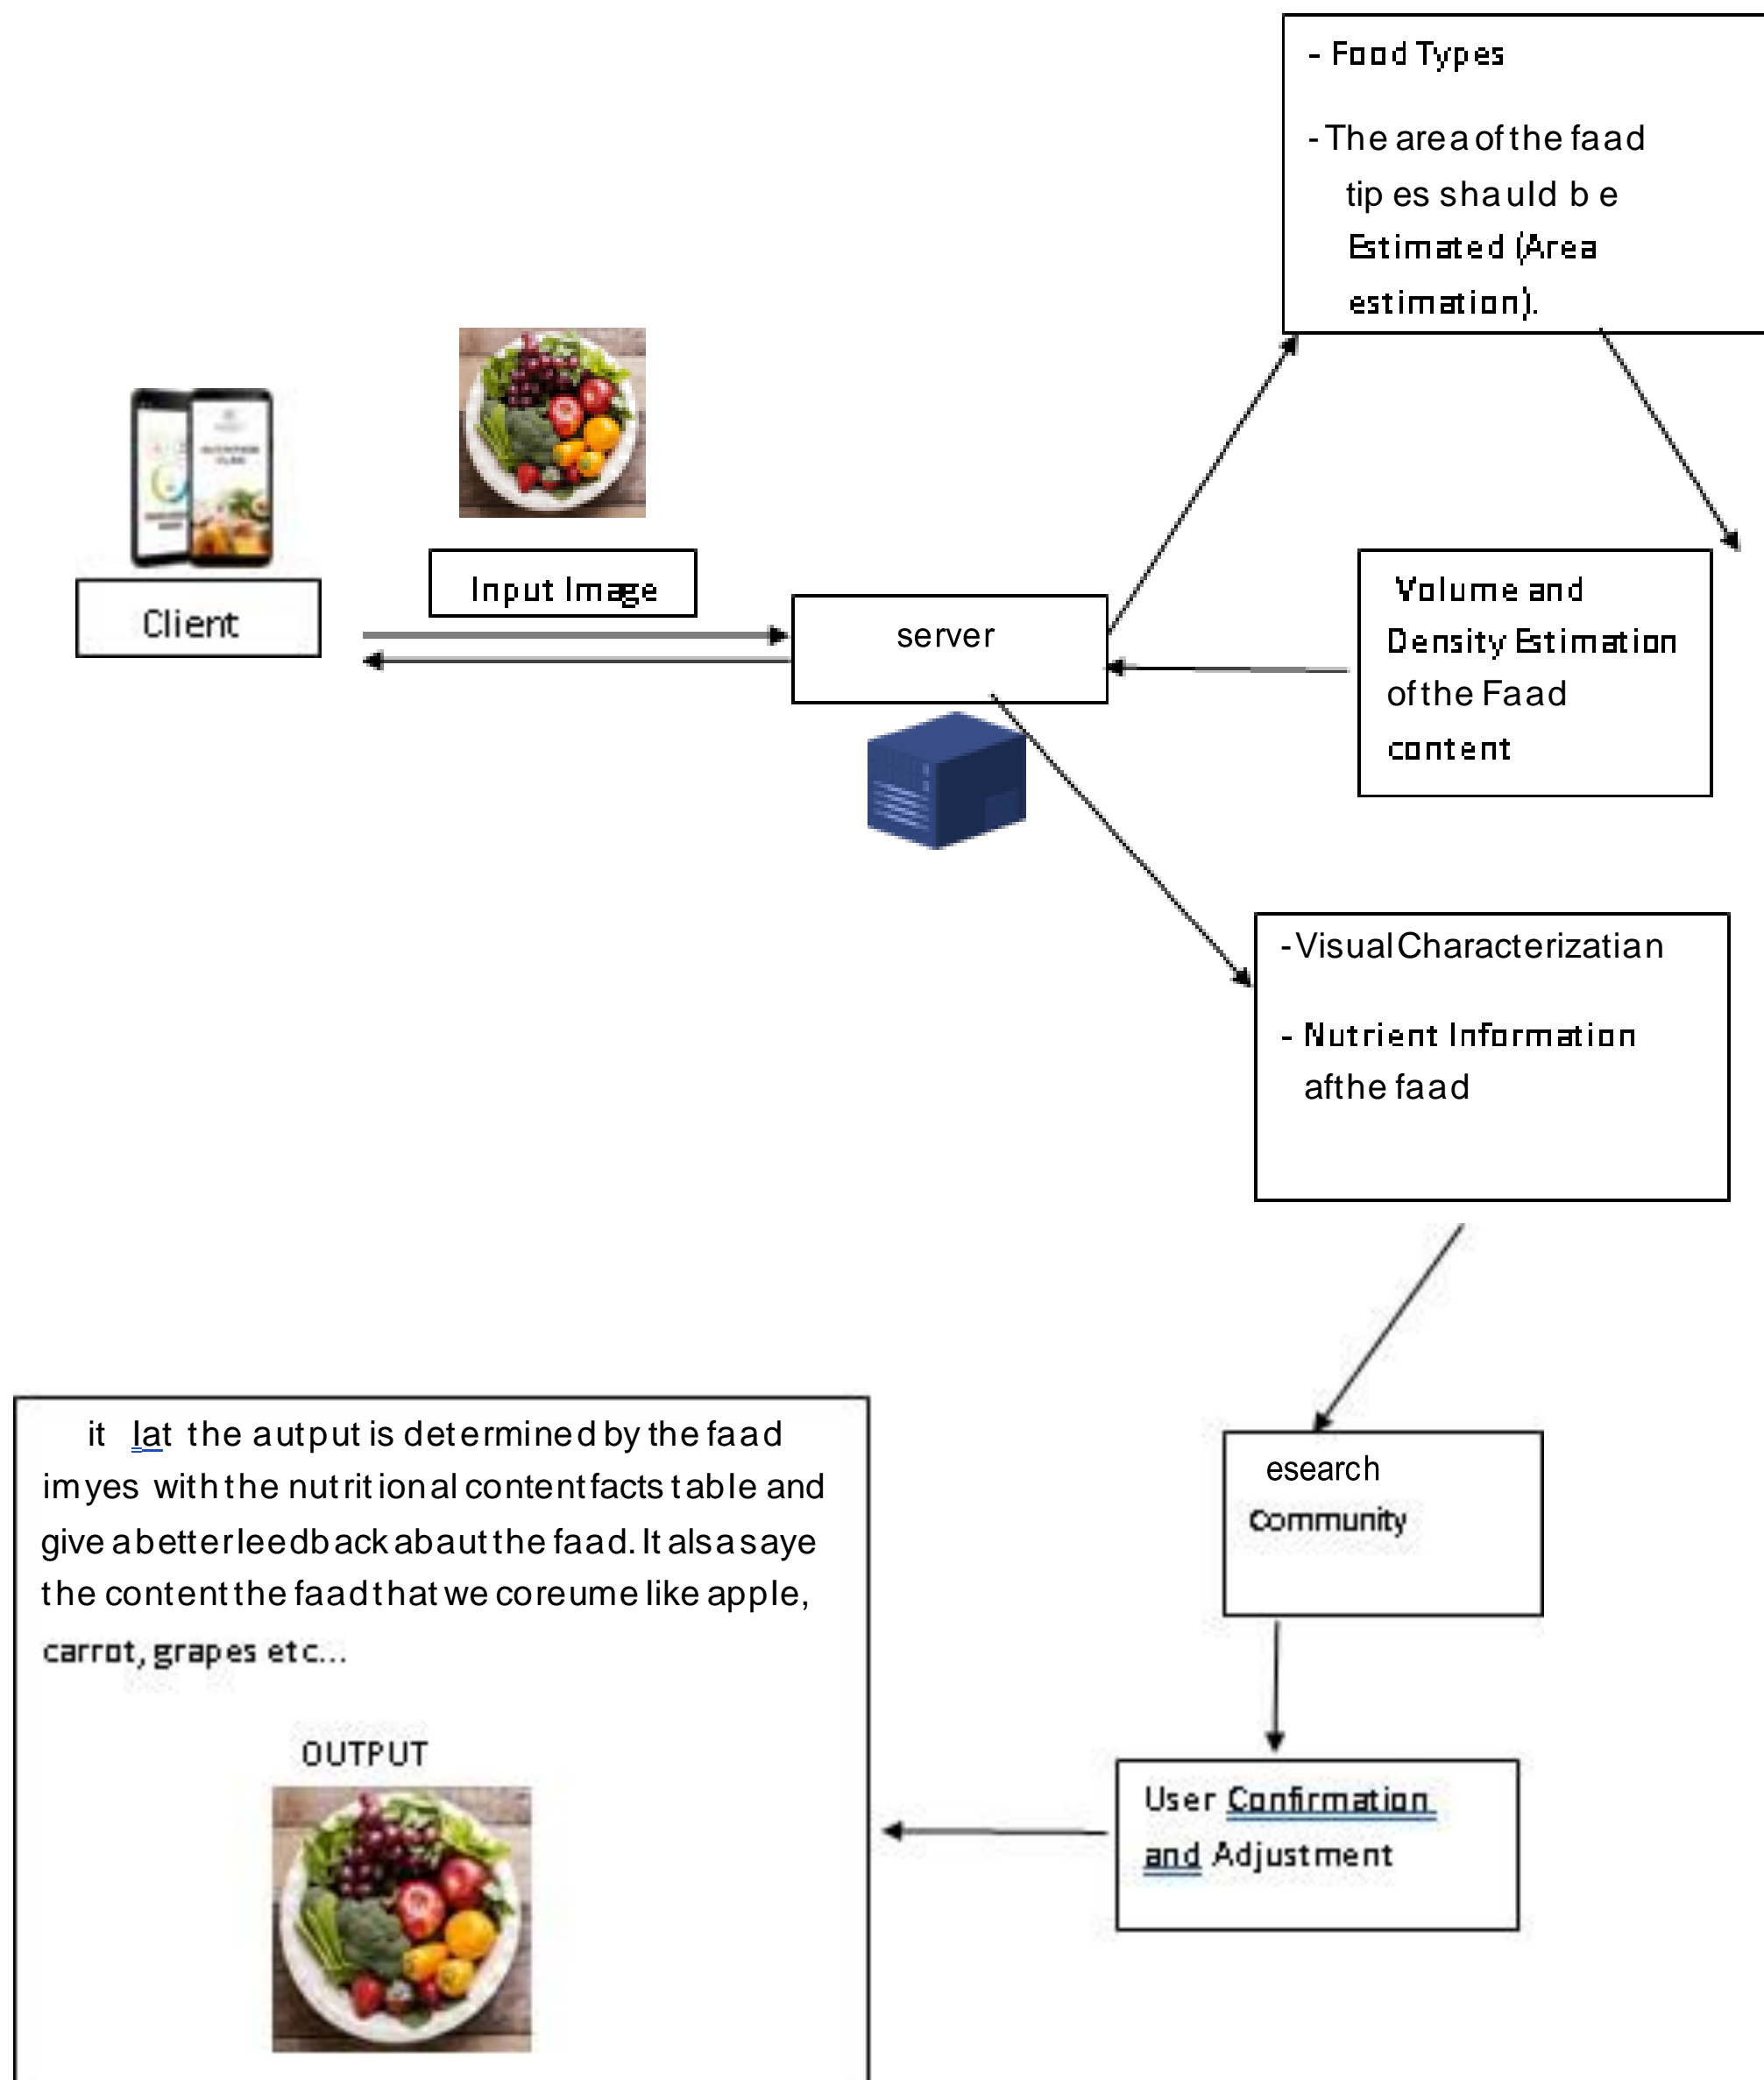 - Food Types
- The area of the faad
tip es shauld b e
Estimated (Area
estimation).
Client
Input Image
server
Volume and
Density Estimation
of the Faad
content
- Visual Characterizatian
- Nutrient Information
afthe faad
esearch
Community
User Confirmation
and Adjustment
it lat the autput is determined by the faad
imyes with the nutritional content facts table and
give a better leedback abaut the faad. It alsa saye
the content the faad that we coreume like apple,
carrot, grapes etc...
OUTPUT